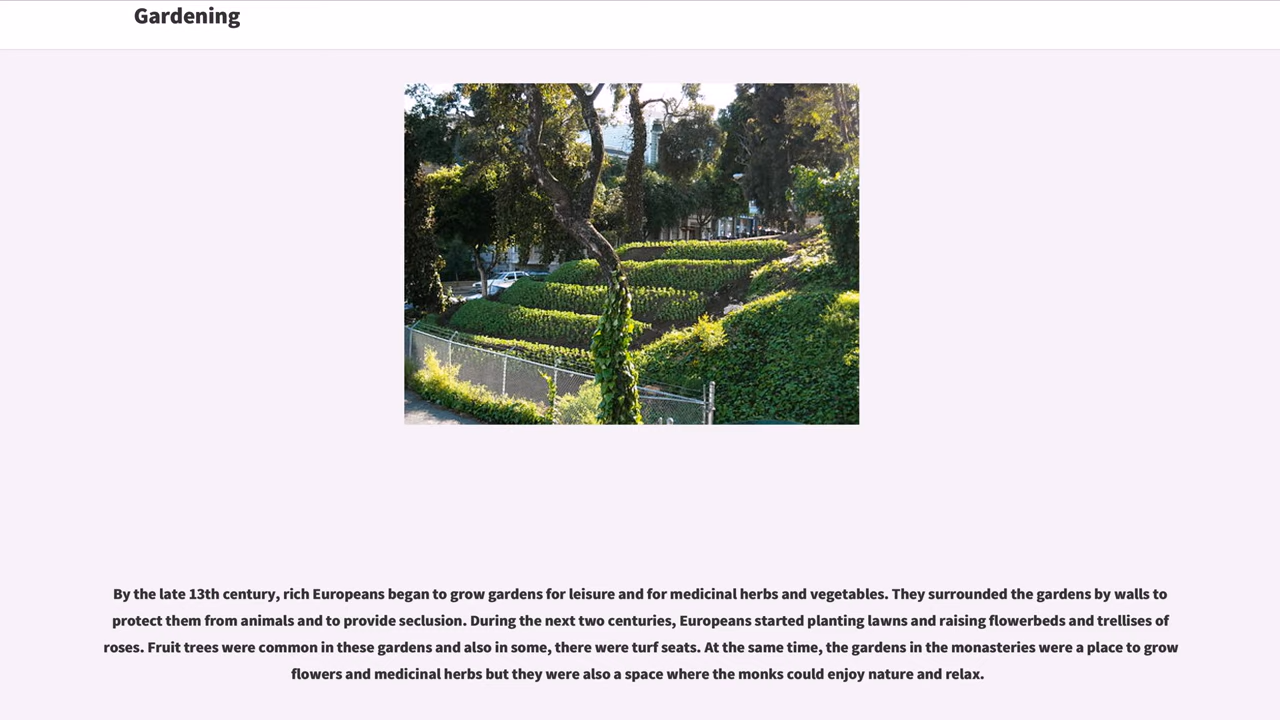 Gardening
By the late 13th century, rich Europeans began to grow gardens for leisure and for medicinal herbs and vegetables. They surrounded the gardens by walls to
protect them from animals and to provide seclusion. During the next two centuries, Europeans started planting lawns and raising flowerbeds and trellises of
roses. Fruit trees were common in these gardens and also in some, there were turf seats. At the same time, the gardens in the monasteries were a place to grow
flowers and medicinal herbs but they were also a space where the monks could enjoy nature and relax.